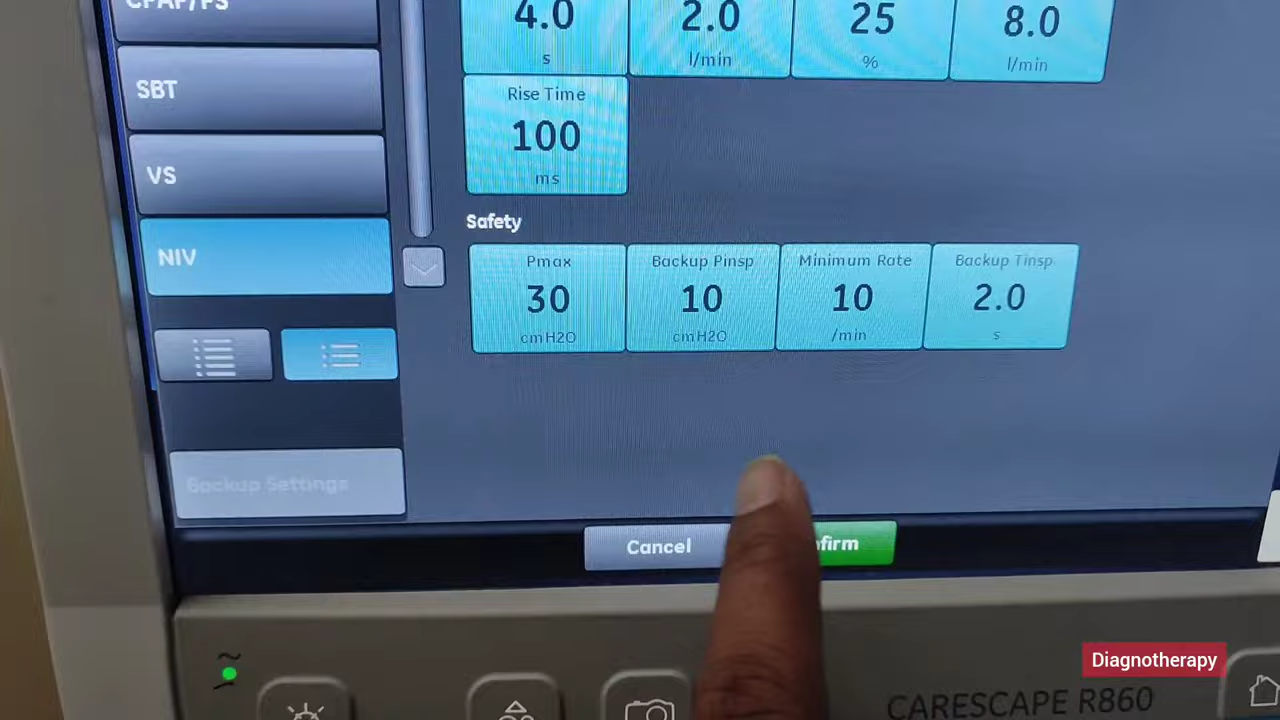 CPAP/PS
SBT
VS
NIV
Backup Settings
4.0
s
2.0
l/min
25
%
8.0
l/min
Rise Time
100
ms
Safety
Pmax
30
cmH2O
Backup Pinsp
10
cmH2O
Minimum Rate
10
/min
Backup Tinsp
2.0
s
Cancel
nfirm
Diagnotherapy
CARESCAPE R860